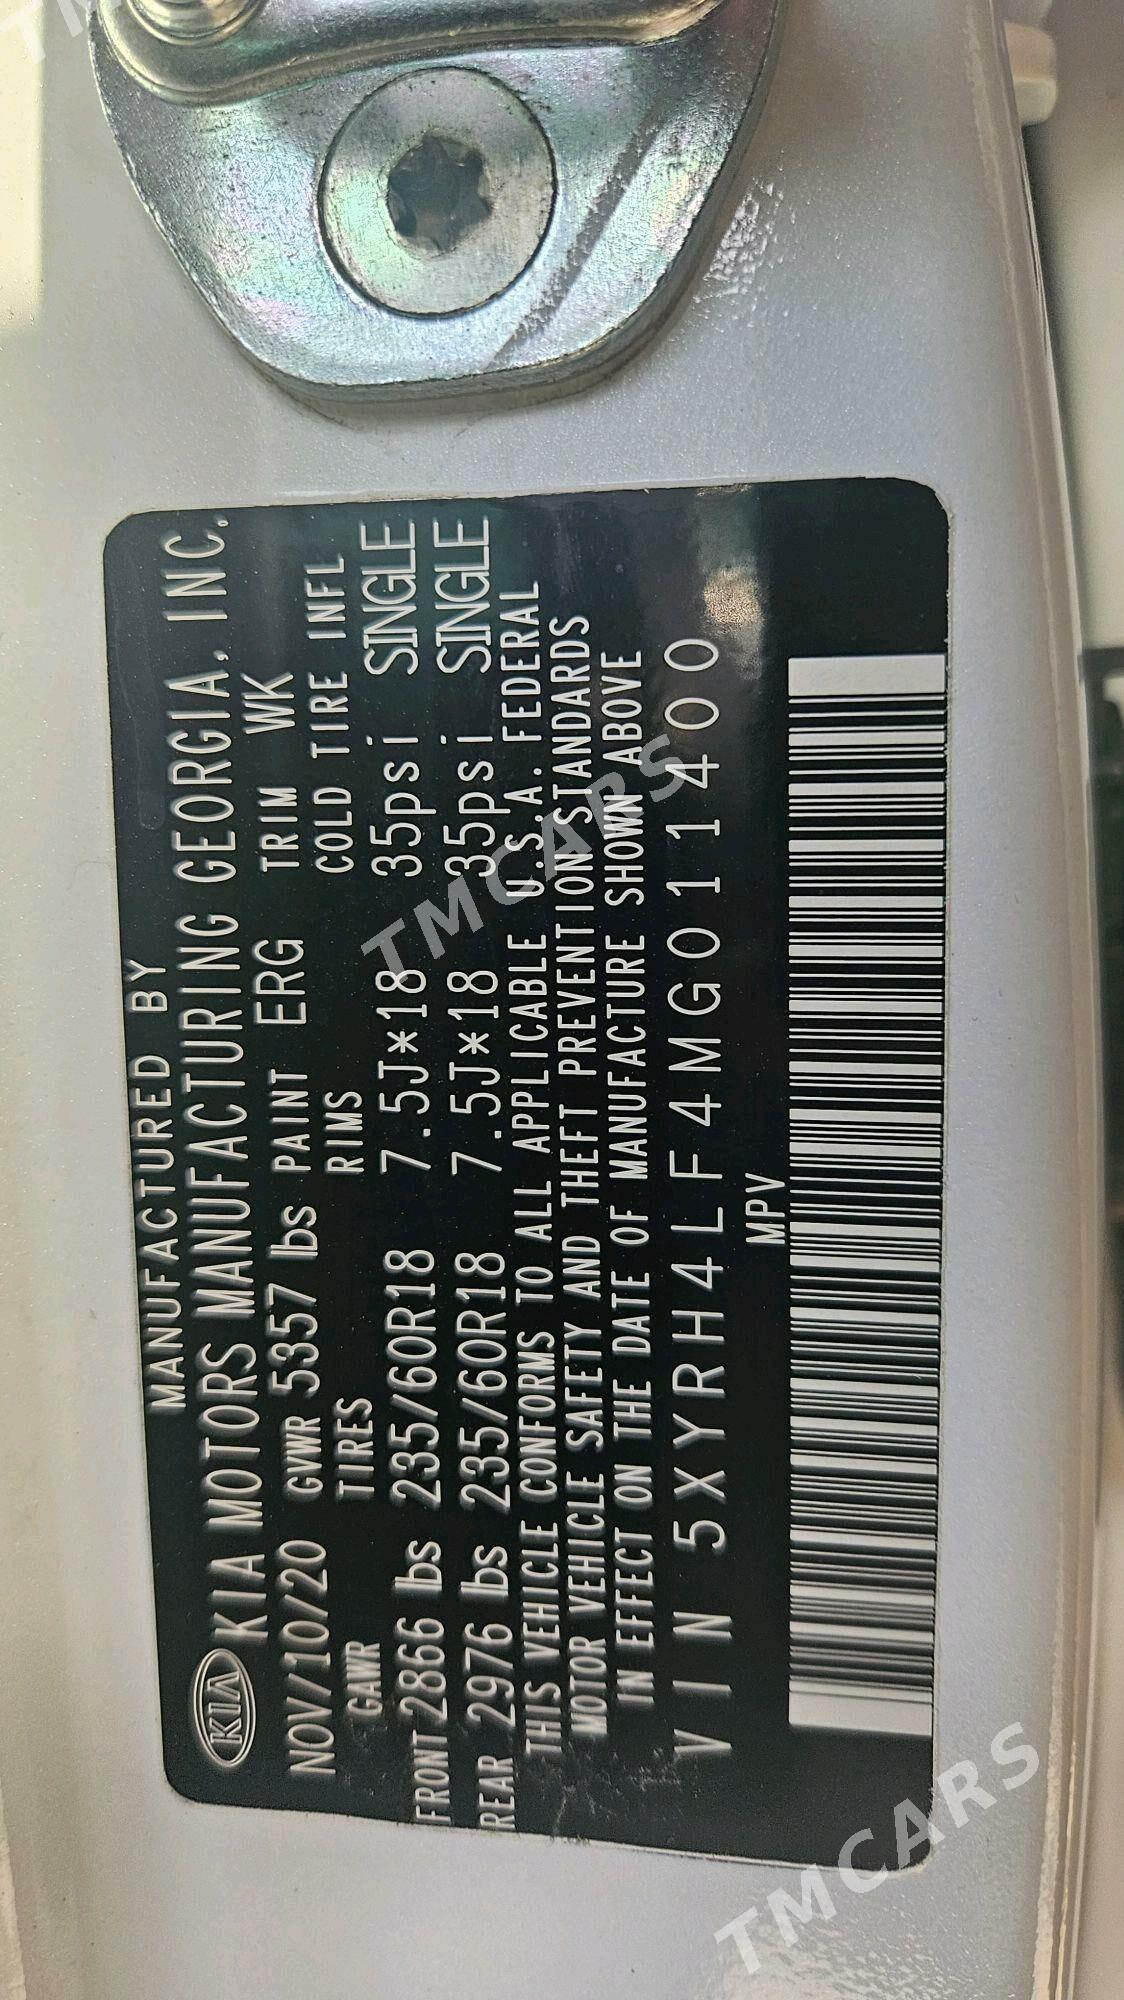 MANUFACTURED BY
KIA KIA MOTORS MANUFACTURING GEORGIA, INC.
NOV/10/20 GVWR 5357 lbs PAINT ERG TRIM WK
GAWR TIRES RIMS COLD TIRE INFL
FRONT 2866 lbs 235/60R18 7.5J*18 35psi SINGLE
REAR 2976 lbs 235/60R18 7.5J*18 35psi SINGLE
THIS VEHICLE CONFORMS TO ALL APPLICABLE U.S.A. FEDERAL
MOTOR VEHICLE SAFETY AND THEFT PREVENTION STANDARDS
IN EFFECT ON THE DATE OF MANUFACTURE SHOWN ABOVE
VIN 5XYRH4LF4MG011400
MPV
TMCARS
TMCARS